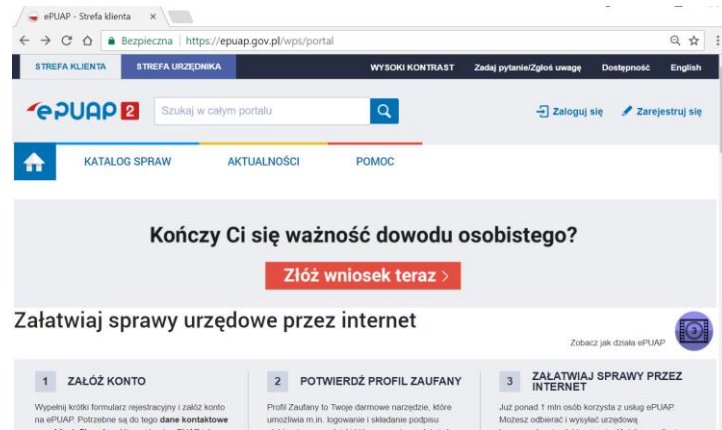 ePUAP - Strefa klienta
Bezpieczna https://epuap.gov.pl/wps/portal
STREFA KLIENTA STREFA URZĘDNIKA WYSOKI KONTRAST Zadaj pytanie/Zgłoś uwagę Dostępność English
ePUAP 2 Szukaj w całym portalu Zaloguj się Zarejestruj się
KATALOG SPRAW AKTUALNOŚCI POMOC
Kończy Ci się ważność dowodu osobistego?
Złóż wniosek teraz >
Załatwiaj sprawy urzędowe przez internet
Zobacz jak działa ePUAP
1 ZAŁÓŻ KONTO
Wypełnij krótki formularz rejestracyjny i załóż konto
na ePUAP. Potrzebne są do tego dane kontaktowe
2 POTWIERDŹ PROFIL ZAUFANY
Profil Zaufany to Twoje darmowe narzędzie, które
umożliwia m.in. logowanie i składanie podpisu
3 ZAŁATWIAJ SPRAWY PRZEZ
INTERNET
Już ponad 1 mln osób korzysta z usług ePUAP.
Możesz odbierać i wysyłać urzędową